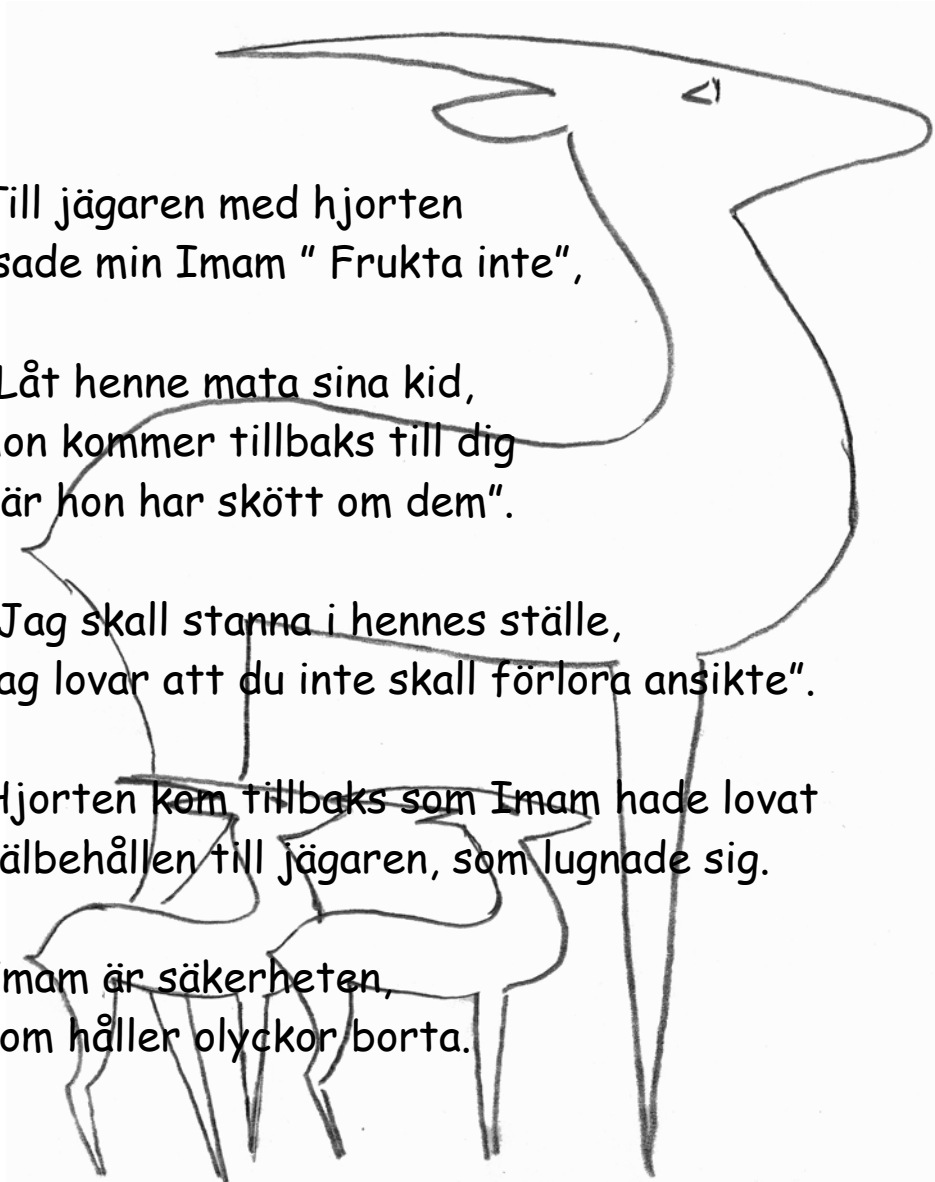 Till jägaren med hjorten
sade min Imam ” Frukta inte”,
Låt henne mata sina kid,
on kommer tillbaks till dig
är hon har skött om dem”.
Jag skall stanna i hennes ställe,
ag lovar att du inte skall förlora ansikte”.
Hjorten kom tillbaks som Imam hade lovat
älbehållen till jägaren, som lugnade sig.
Imam är säkerheten,
om håller olyckor borta.